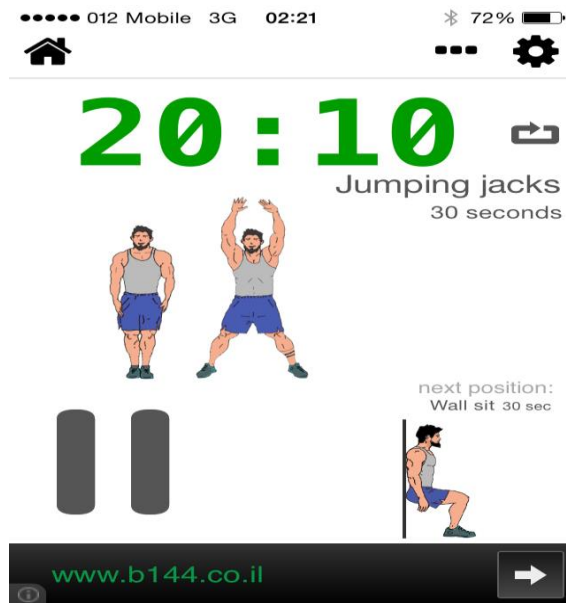 012 Mobile 3G 02:21 72%
20:10
Jumping jacks
30 seconds
next position:
Wall sit 30 sec
www.b144.co.il